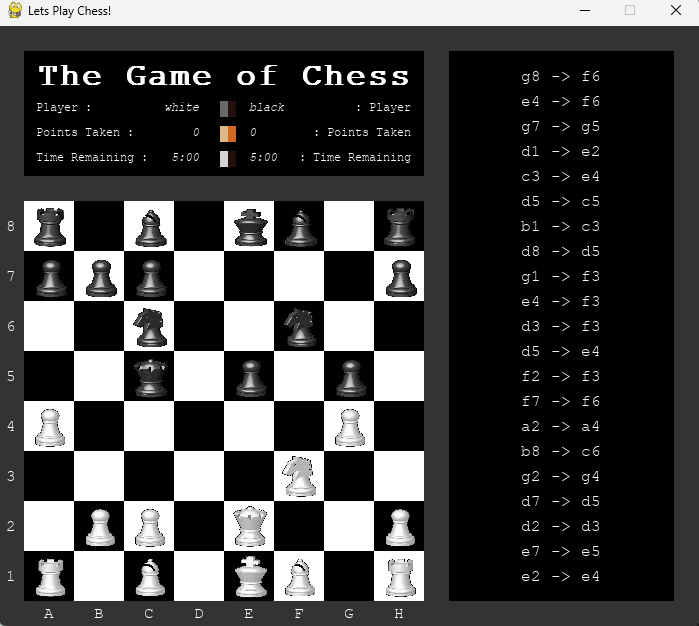 Lets Play Chess!
The Game of Chess
Player : white black : Player
Points Taken : 0 0 : Points Taken
Time Remaining : 5:00 5:00 : Time Remaining
8
7
6
5
4
3
2
1
A B C D E F G H
g8 -> f6
e4 -> f6
g7 -> g5
d1 -> e2
c3 -> e4
d5 -> c5
b1 -> c3
d8 -> d5
g1 -> f3
e4 -> f3
d3 -> f3
d5 -> e4
f2 -> f3
f7 -> f6
a2 -> a4
b8 -> c6
g2 -> g4
d7 -> d5
d2 -> d3
e7 -> e5
e2 -> e4